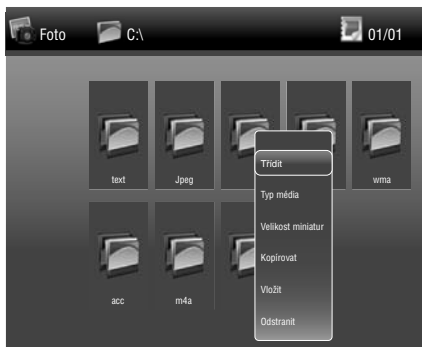 Foto C:\ 01/01
text Jpeg wma
Třídit
Typ média
Velikost miniatur
Kopírovat
Vložit
Odstranit
acc m4a